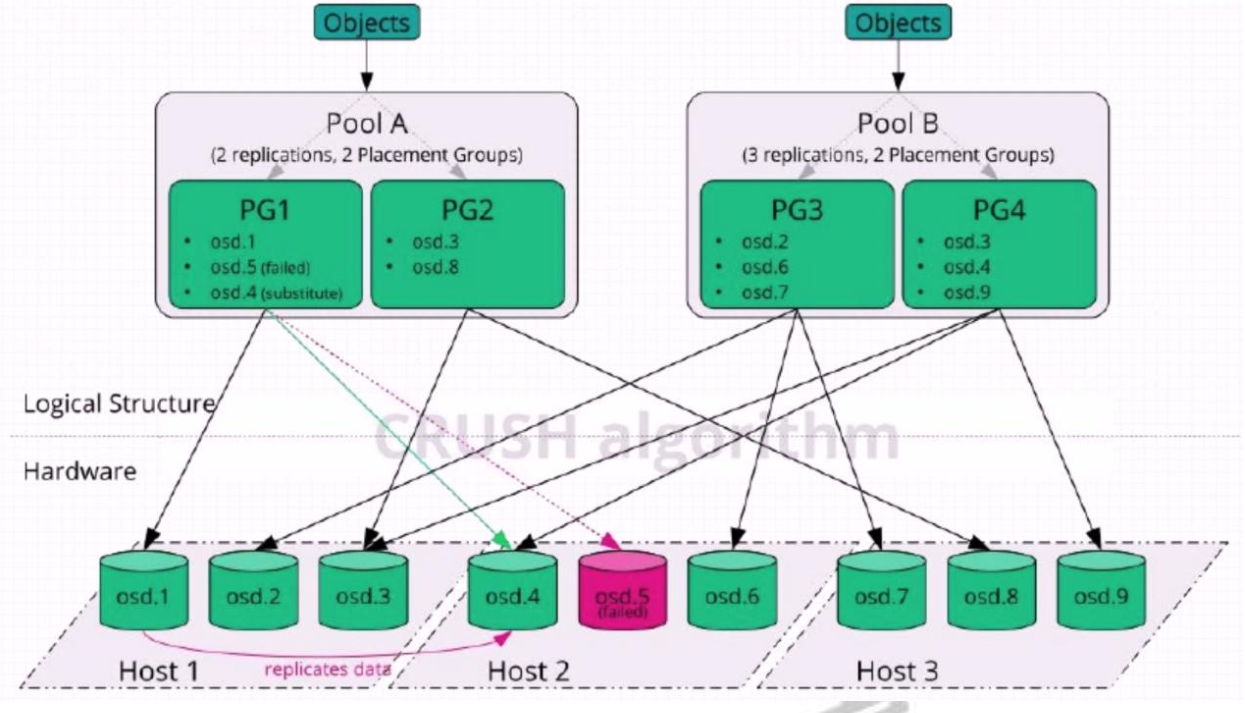 Objects
Objects
Pool A
(2 replications, 2 Placement Groups)
PG1
• osd.1
• osd.5 (failed)
• osd.4 (substitute)
PG2
• osd.3
• osd.8
Pool B
(3 replications, 2 Placement Groups)
PG3
• osd.2
• osd.6
• osd.7
PG4
• osd.3
• osd.4
• osd.9
Logical Structure
CRUSH algorithm
Hardware
osd.1
osd.2
osd.3
osd.4
osd.5
(failed)
osd.6
osd.7
osd.8
osd.9
replicates data
Host 1
Host 2
Host 3